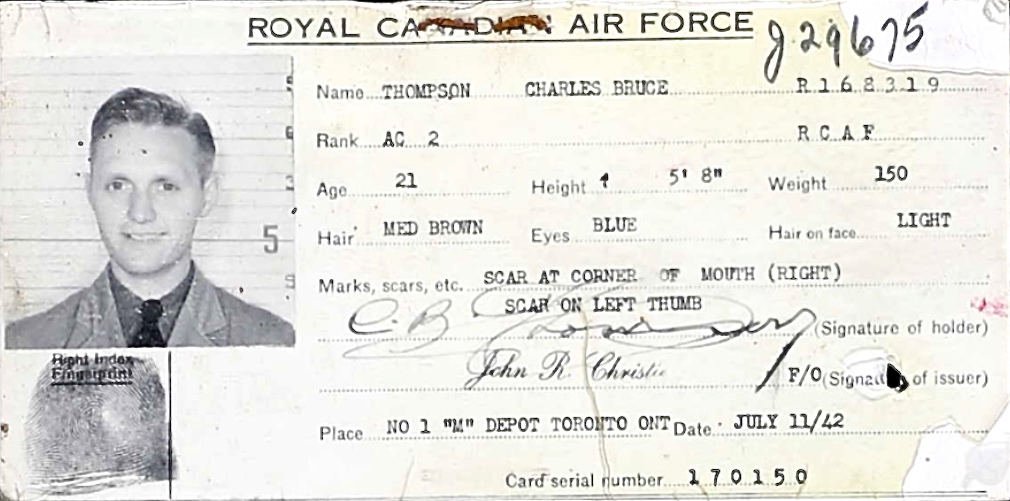 ROYAL CANADIAN AIR FORCE
J29675
Name THOMPSON CHARLES BRUCE R168319
Rank AC 2 RCAF
Age 21 Height 5' 8" Weight 150
5
Hair MED BROWN Eyes BLUE Hair on face LIGHT
Marks, scars, etc. SCAR AT CORNER OF MOUTH (RIGHT)
SCAR ON LEFT THUMB
C.B. Thompson (Signature of holder)
Right Index
Fingerprint
John R Christie / F/O (Signature of issuer)
Place NO 1 "M" DEPOT TORONTO ONT Date JULY 11/42
Card serial number 170150